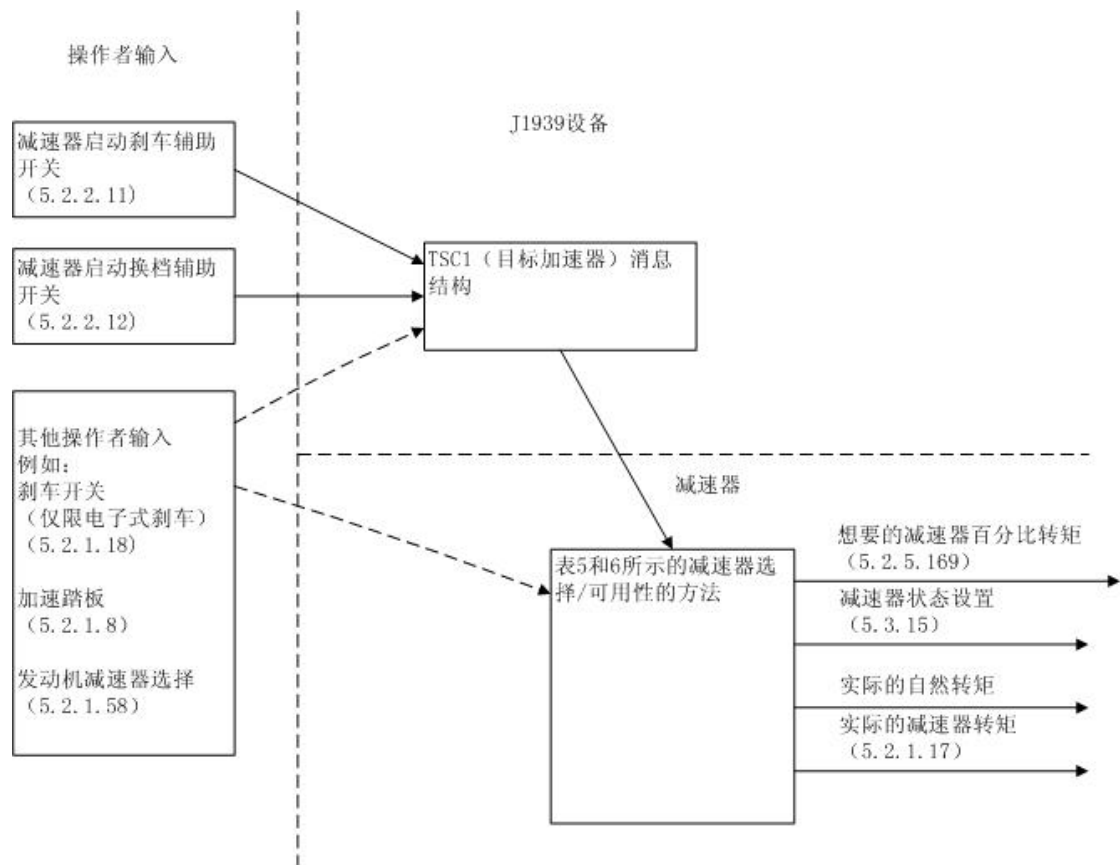 操作者输入
减速器启动刹车辅助
开关
（5.2.2.11）
减速器启动换档辅助
开关
（5.2.2.12）
其他操作者输入
例如：
刹车开关
（仅限电子式刹车）
(5.2.1.18)
加速踏板
(5.2.1.8)
发动机减速器选择
(5.2.1.58)
J1939设备
TSC1（目标加速器）消息
结构
减速器
表5和6所示的减速器选
择/可用性的方法
想要的减速器百分比转矩
（5.2.5.169）
减速器状态设置
（5.3.15）
实际的自然转矩
实际的减速器转矩
（5.2.1.17）